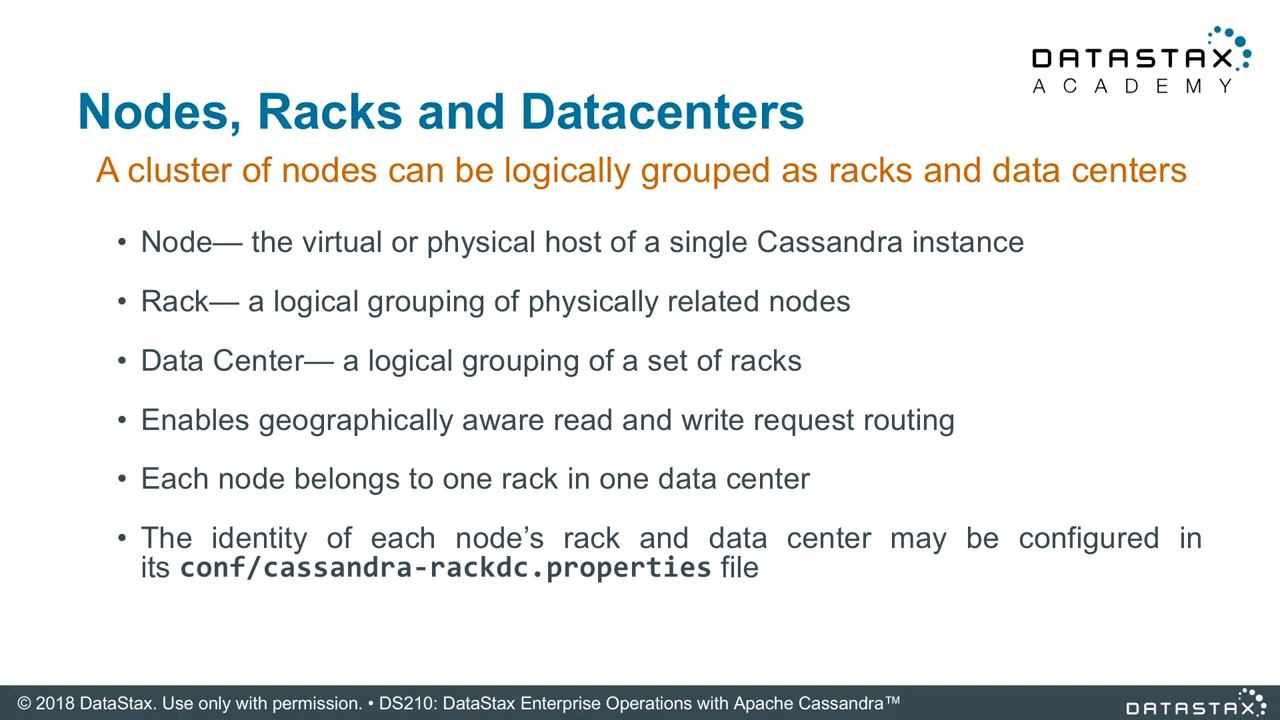 DATASTAX
ACADEMY
Nodes, Racks and Datacenters
A cluster of nodes can be logically grouped as racks and data centers
• Node— the virtual or physical host of a single Cassandra instance
• Rack— a logical grouping of physically related nodes
• Data Center— a logical grouping of a set of racks
• Enables geographically aware read and write request routing
• Each node belongs to one rack in one data center
• The identity of each node’s rack and data center may be configured in
its conf/cassandra-rackdc.properties file
© 2018 DataStax. Use only with permission. • DS210: DataStax Enterprise Operations with Apache Cassandra™
DATASTAX